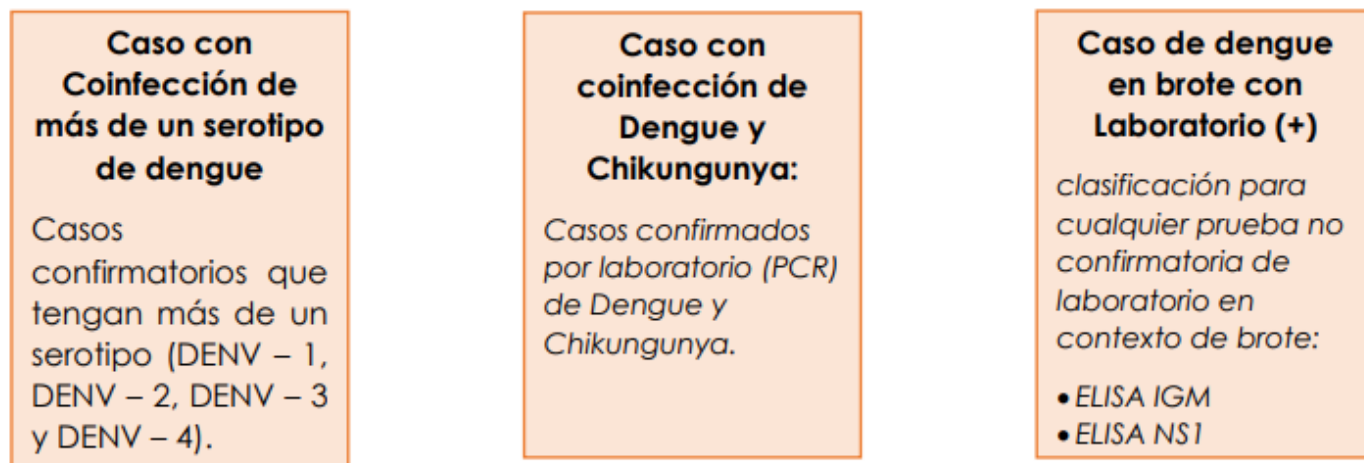 Caso con
Coinfección de
más de un serotipo
de dengue
Casos
confirmatorios que
tengan más de un
serotipo (DENV – 1,
DENV – 2, DENV – 3
y DENV – 4).
Caso con
coinfección de
Dengue y
Chikungunya:
Casos confirmados
por laboratorio (PCR)
de Dengue y
Chikungunya.
Caso de dengue
en brote con
Laboratorio (+)
clasificación para
cualquier prueba no
confirmatoria de
laboratorio en
contexto de brote:
• ELISA IGM
• ELISA NS1